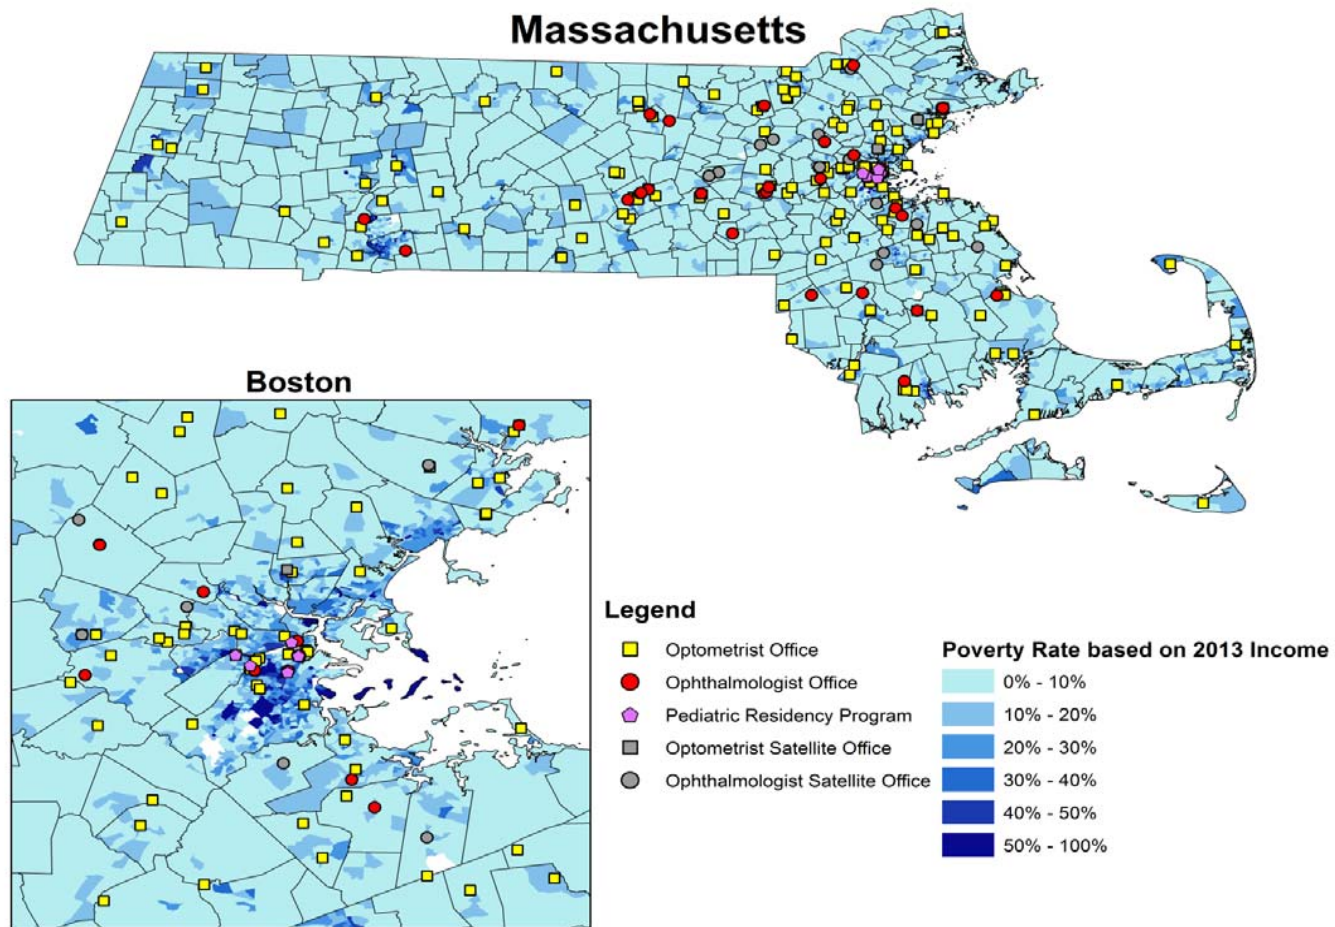 Massachusetts
Boston
Legend
Optometrist Office
Ophthalmologist Office
Pediatric Residency Program
Optometrist Satellite Office
Ophthalmologist Satellite Office
Poverty Rate based on 2013 Income
0% - 10%
10% - 20%
20% - 30%
30% - 40%
40% - 50%
50% - 100%